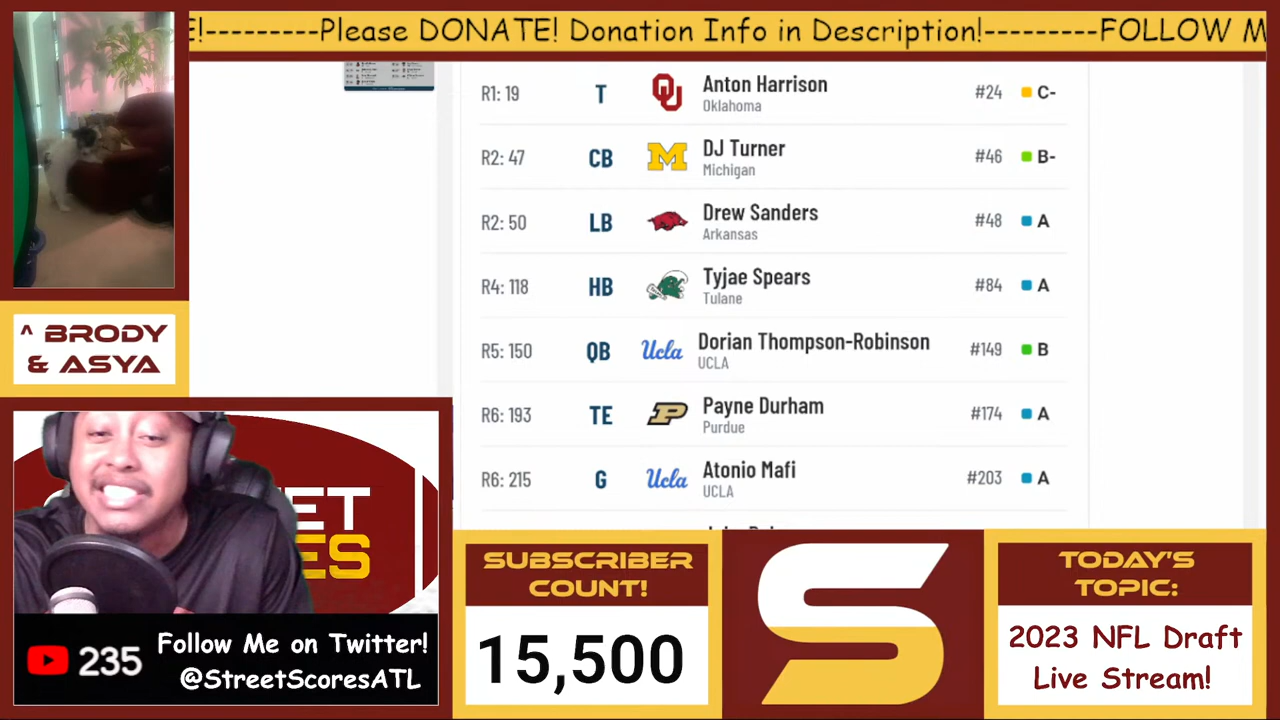 E!---------Please DONATE! Donation Info in Description!---------FOLLOW M
R1: 19 T OU Anton Harrison #24 C-
Oklahoma
R2: 47 CB M DJ Turner #46 B-
Michigan
R2: 50 LB Drew Sanders #48 A
Arkansas
R4: 118 HB Tyjae Spears #84 A
Tulane
R5: 150 QB Ucla Dorian Thompson-Robinson #149 B
UCLA
R6: 193 TE P Payne Durham #174 A
Purdue
R6: 215 G Ucla Atonio Mafi #203 A
UCLA
^ BRODY
& ASYA
ET
ES
235
Follow Me on Twitter!
@StreetScoresATL
SUBSCRIBER
COUNT!
15,500
S
TODAY'S
TOPIC:
2023 NFL Draft
Live Stream!